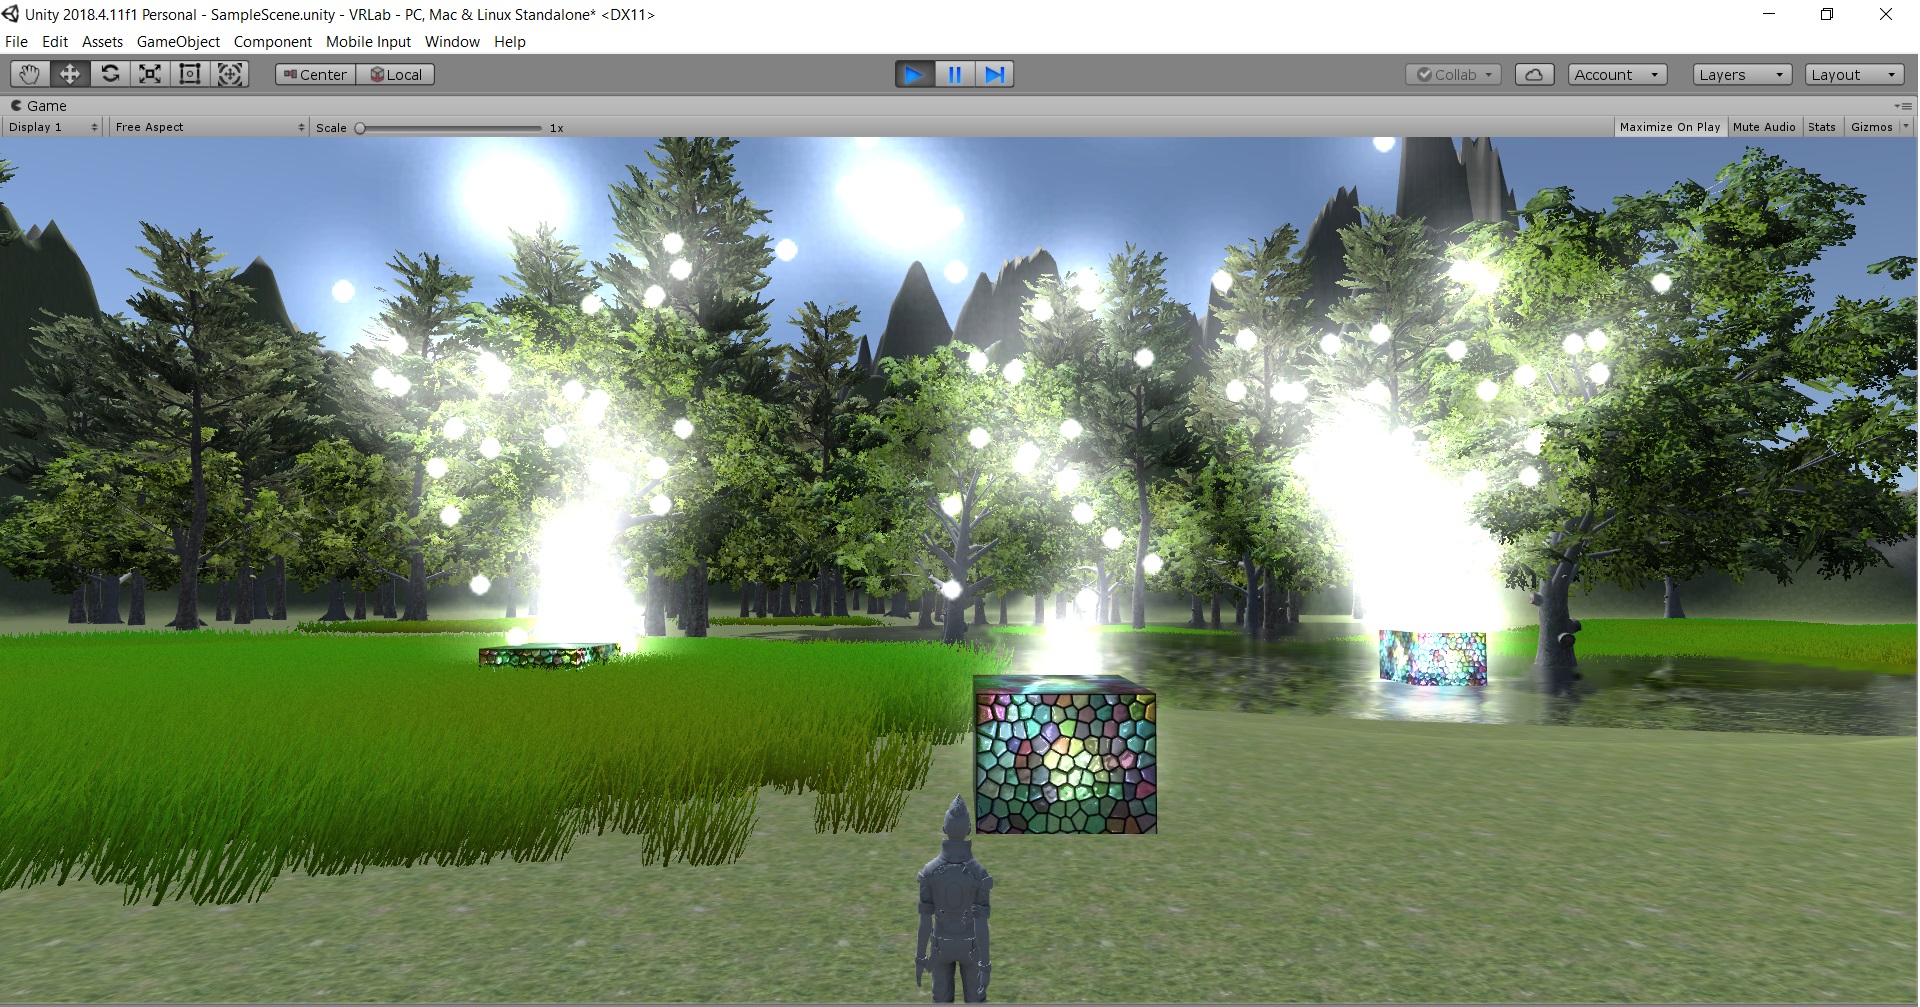 Unity 2018.4.11f1 Personal - SampleScene.unity - VRLab - PC, Mac & Linux Standalone* <DX11>
File Edit Assets GameObject Component Mobile Input Window Help
Center Local Collab Account Layers Layout
Game
Display 1 Free Aspect Scale 1x Maximize On Play Mute Audio Stats Gizmos